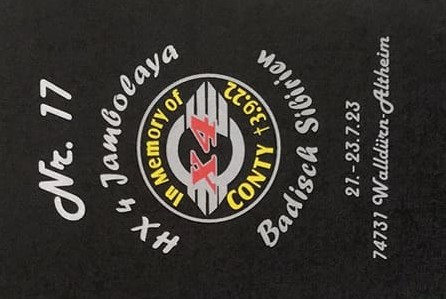 Nr. 17
HX 4 Jambolaya
In Memory of
X4
CONTY †3.9.22
Badisch Sibirien
21.-23.7.23
74731 Walldürn-Altheim